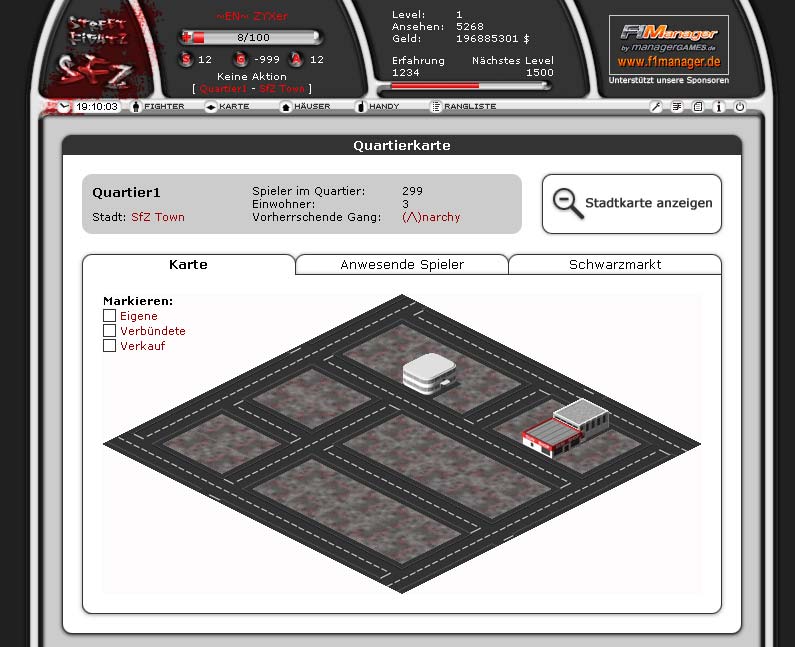 STREET
FIGHTZ
SFZ
~EN~ ZYXer
8/100
S 12 G -999 A 12
Keine Aktion
[ Quartier1 - SfZ Town ]
Level: 1
Ansehen: 5268
Geld: 196885301 $
Erfahrung Nächstes Level
1234 1500
F1Manager
by managerGAMES.de
www.f1manager.de
Unterstützt unsere Sponsoren
19:10:03 FIGHTER KARTE HÄUSER HANDY RANGLISTE
Quartierkarte
Quartier1
Stadt: SfZ Town
Spieler im Quartier: 299
Einwohner: 3
Vorherrschende Gang: (/\)narchy
Stadtkarte anzeigen
Karte Anwesende Spieler Schwarzmarkt
Markieren:
Eigene
Verbündete
Verkauf